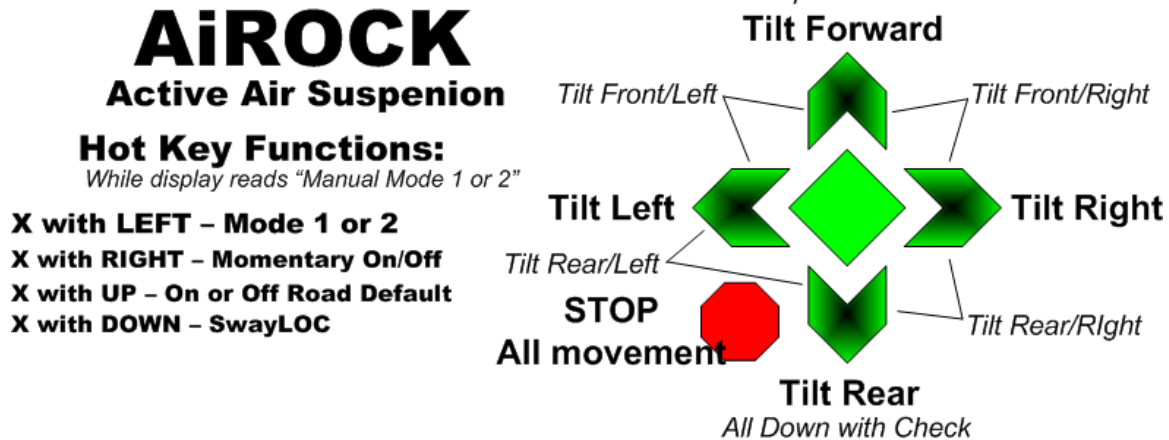 AiROCK
Active Air Suspenion
Hot Key Functions:
While display reads “Manual Mode 1 or 2”
X with LEFT – Mode 1 or 2
X with RIGHT – Momentary On/Off
X with UP – On or Off Road Default
X with DOWN – SwayLOC
Tilt Forward
Tilt Front/Left
Tilt Front/Right
Tilt Left
Tilt Right
Tilt Rear/Left
STOP
All movement
Tilt Rear/RIght
Tilt Rear
All Down with Check